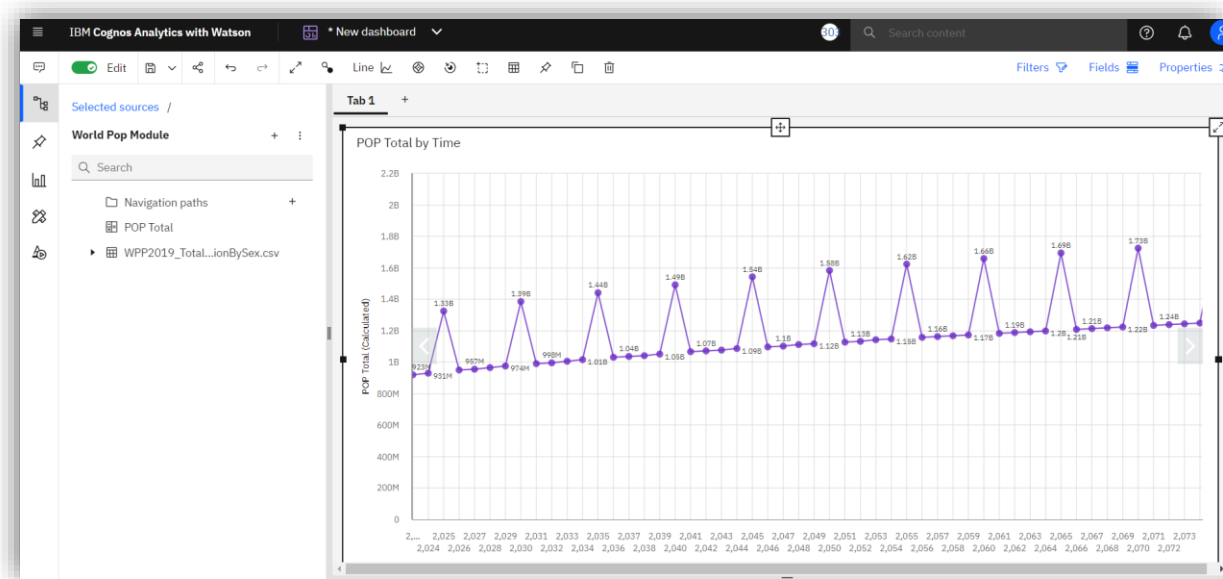 IBM Cognos Analytics with Watson
* New dashboard
Search content
Edit
Line
Filters
Fields
Properties
Selected sources /
World Pop Module
Search
Navigation paths
POP Total
WPP2019_Total...ionBySex.csv
Tab 1
POP Total by Time
POP Total (Calculated)
2.2B
2B
1.8B
1.6B
1.4B
1.2B
1B
800M
600M
400M
200M
0
1.33B 1.39B 1.44B 1.49B 1.54B 1.58B 1.62B 1.66B 1.69B 1.73B
923M 957M 998M 1.04B 1.07B 1.1B 1.13B 1.16B 1.19B 1.21B 1.24B
931M 974M 1.01B 1.05B 1.09B 1.12B 1.15B 1.17B 1.2B 1.21B 1.22B
2,... 2,025 2,027 2,029 2,031 2,033 2,035 2,037 2,039 2,041 2,043 2,045 2,047 2,049 2,051 2,053 2,055 2,057 2,059 2,061 2,063 2,065 2,067 2,069 2,071 2,073
2,024 2,026 2,028 2,030 2,032 2,034 2,036 2,038 2,040 2,042 2,044 2,046 2,048 2,050 2,052 2,054 2,056 2,058 2,060 2,062 2,064 2,066 2,068 2,070 2,072